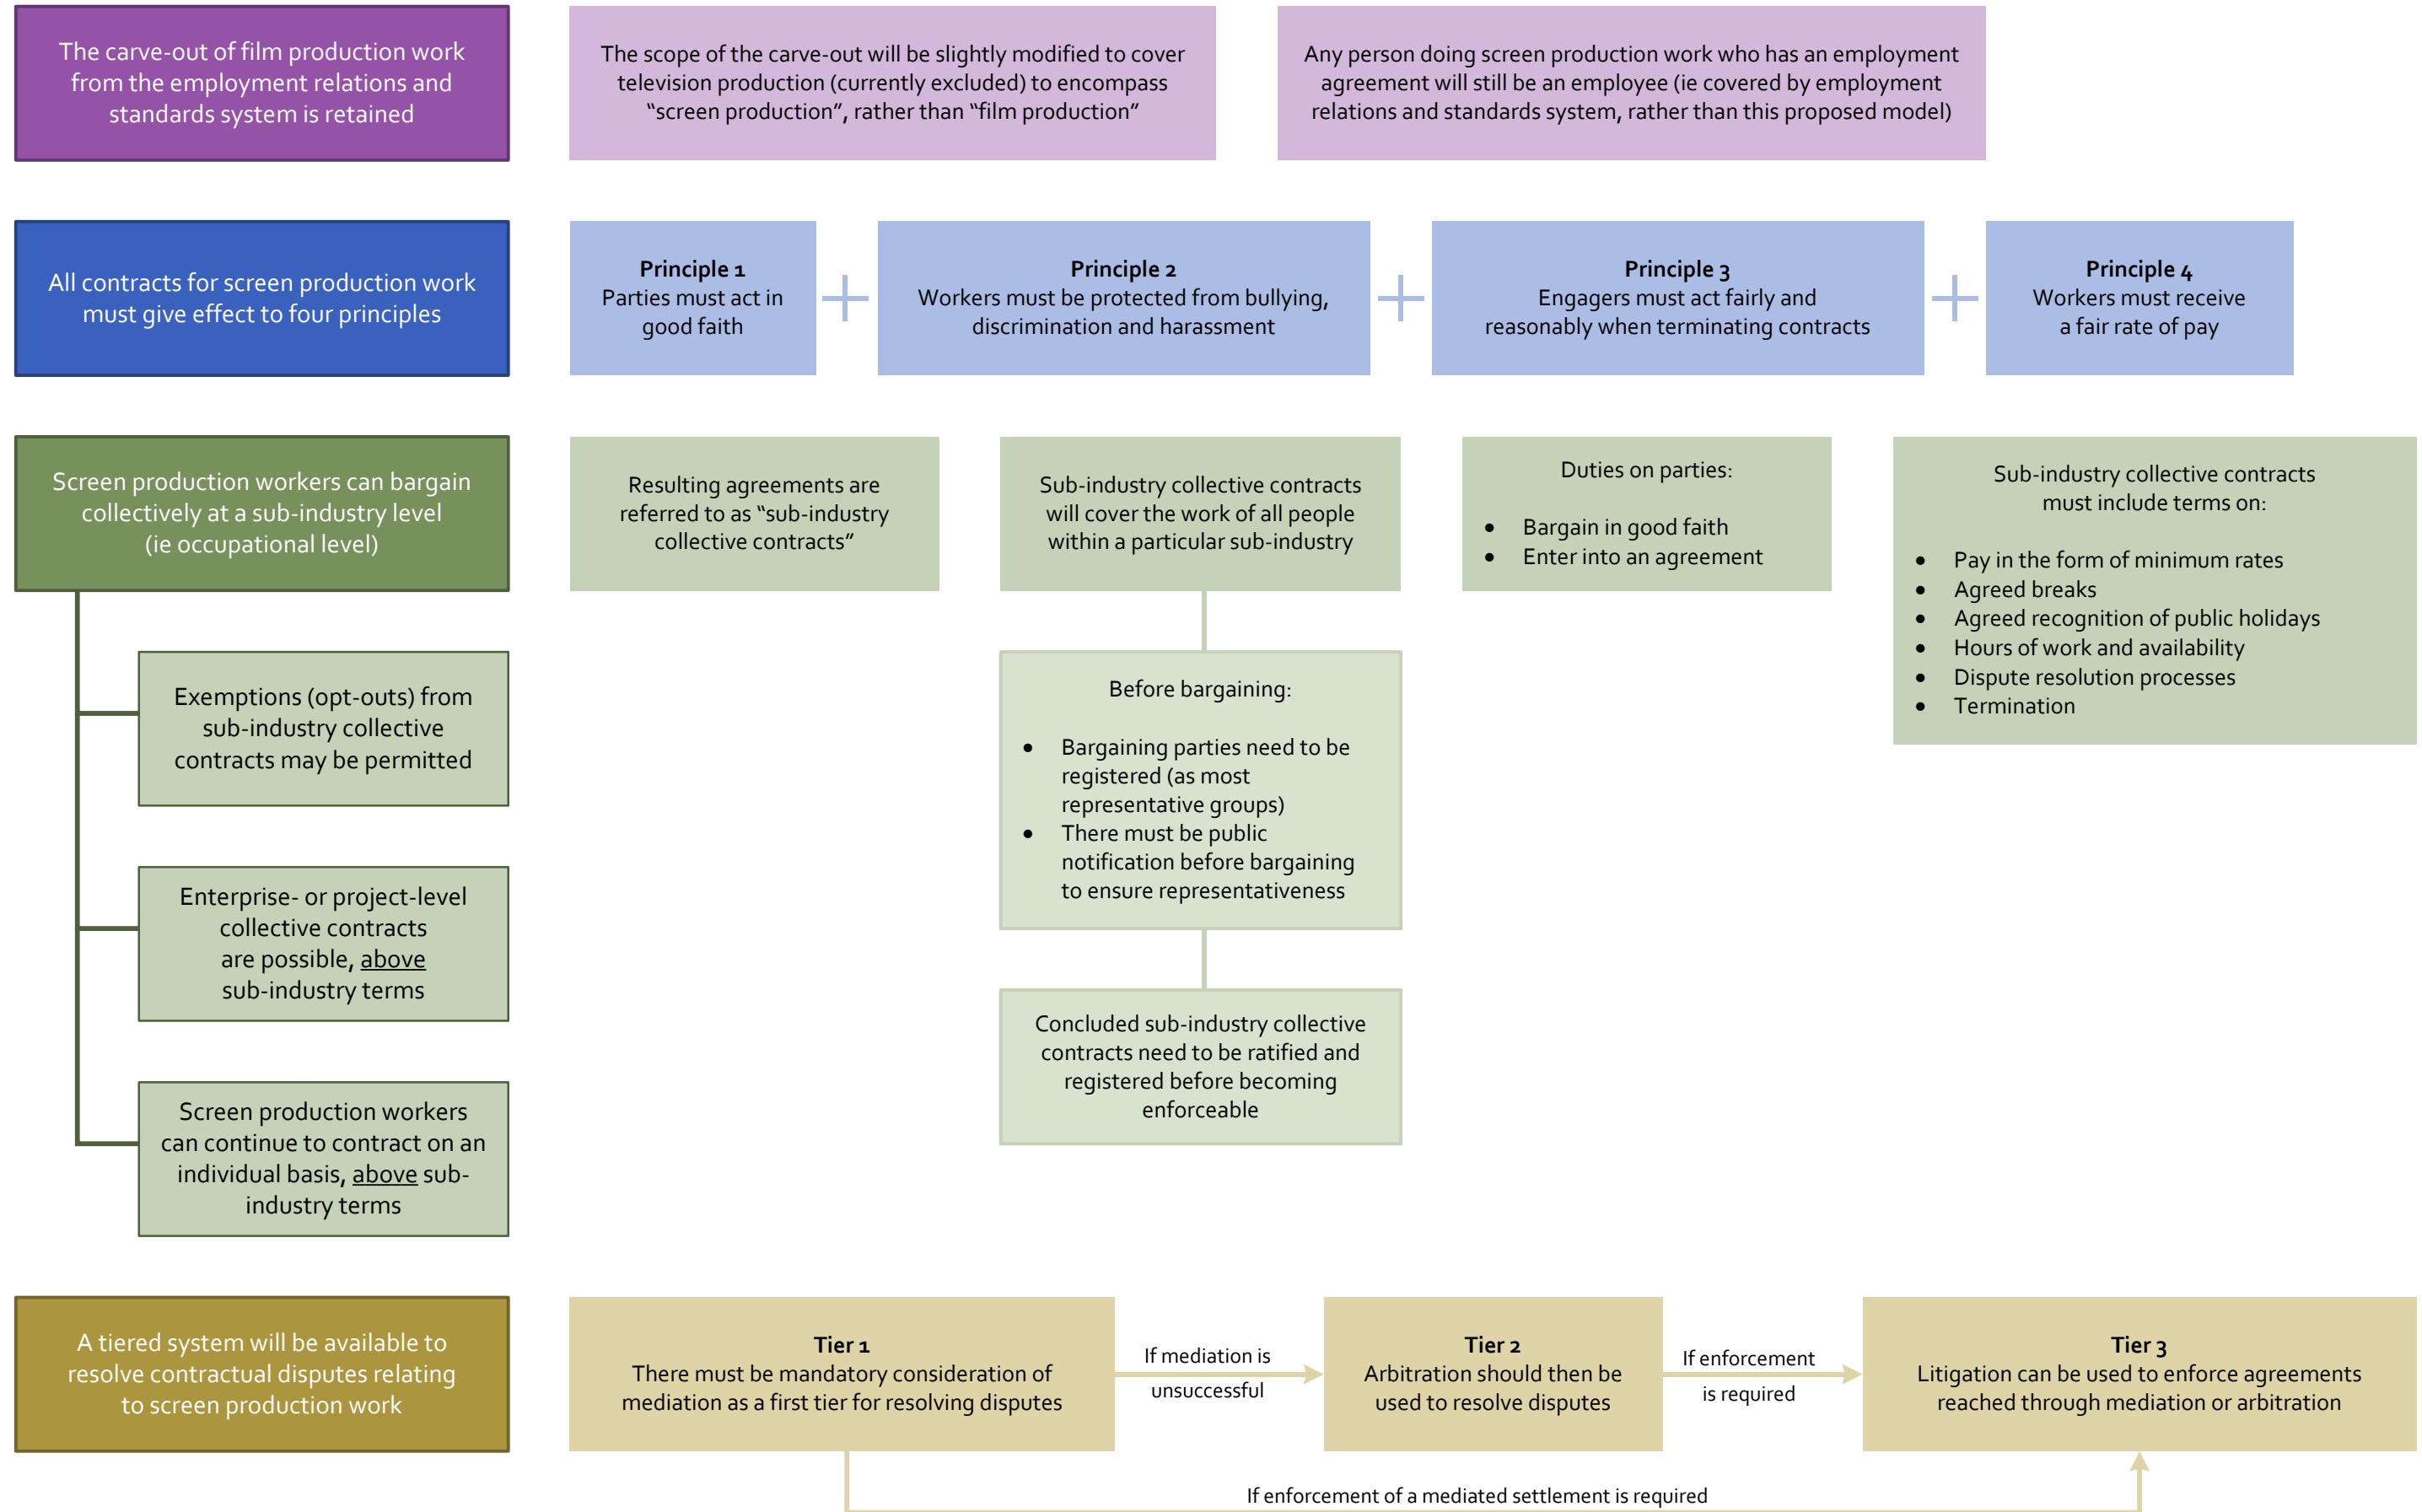 The carve-out of film production work
from the employment relations and
standards system is retained
The scope of the carve-out will be slightly modified to cover
television production (currently excluded) to encompass
“screen production”, rather than “film production”
Any person doing screen production work who has an employment
agreement will still be an employee (ie covered by employment
relations and standards system, rather than this proposed model)
All contracts for screen production work
must give effect to four principles
Principle 1
Parties must act in
good faith
Principle 2
Workers must be protected from bullying,
discrimination and harassment
Principle 3
Engagers must act fairly and
reasonably when terminating contracts
Principle 4
Workers must receive
a fair rate of pay
Screen production workers can bargain
collectively at a sub-industry level
(ie occupational level)
Resulting agreements are
referred to as “sub-industry
collective contracts”
Sub-industry collective contracts
will cover the work of all people
within a particular sub-industry
Duties on parties:
• Bargain in good faith
• Enter into an agreement
Sub-industry collective contracts
must include terms on:
• Pay in the form of minimum rates
• Agreed breaks
• Agreed recognition of public holidays
• Hours of work and availability
• Dispute resolution processes
• Termination
Exemptions (opt-outs) from
sub-industry collective
contracts may be permitted
Before bargaining:
• Bargaining parties need to be
registered (as most
representative groups)
• There must be public
notification before bargaining
to ensure representativeness
Enterprise- or project-level
collective contracts
are possible, above
sub-industry terms
Concluded sub-industry collective
contracts need to be ratified and
registered before becoming
enforceable
Screen production workers
can continue to contract on an
individual basis, above sub-
industry terms
A tiered system will be available to
resolve contractual disputes relating
to screen production work
Tier 1
There must be mandatory consideration of
mediation as a first tier for resolving disputes
If mediation is
unsuccessful
Tier 2
Arbitration should then be
used to resolve disputes
If enforcement
is required
Tier 3
Litigation can be used to enforce agreements
reached through mediation or arbitration
If enforcement of a mediated settlement is required